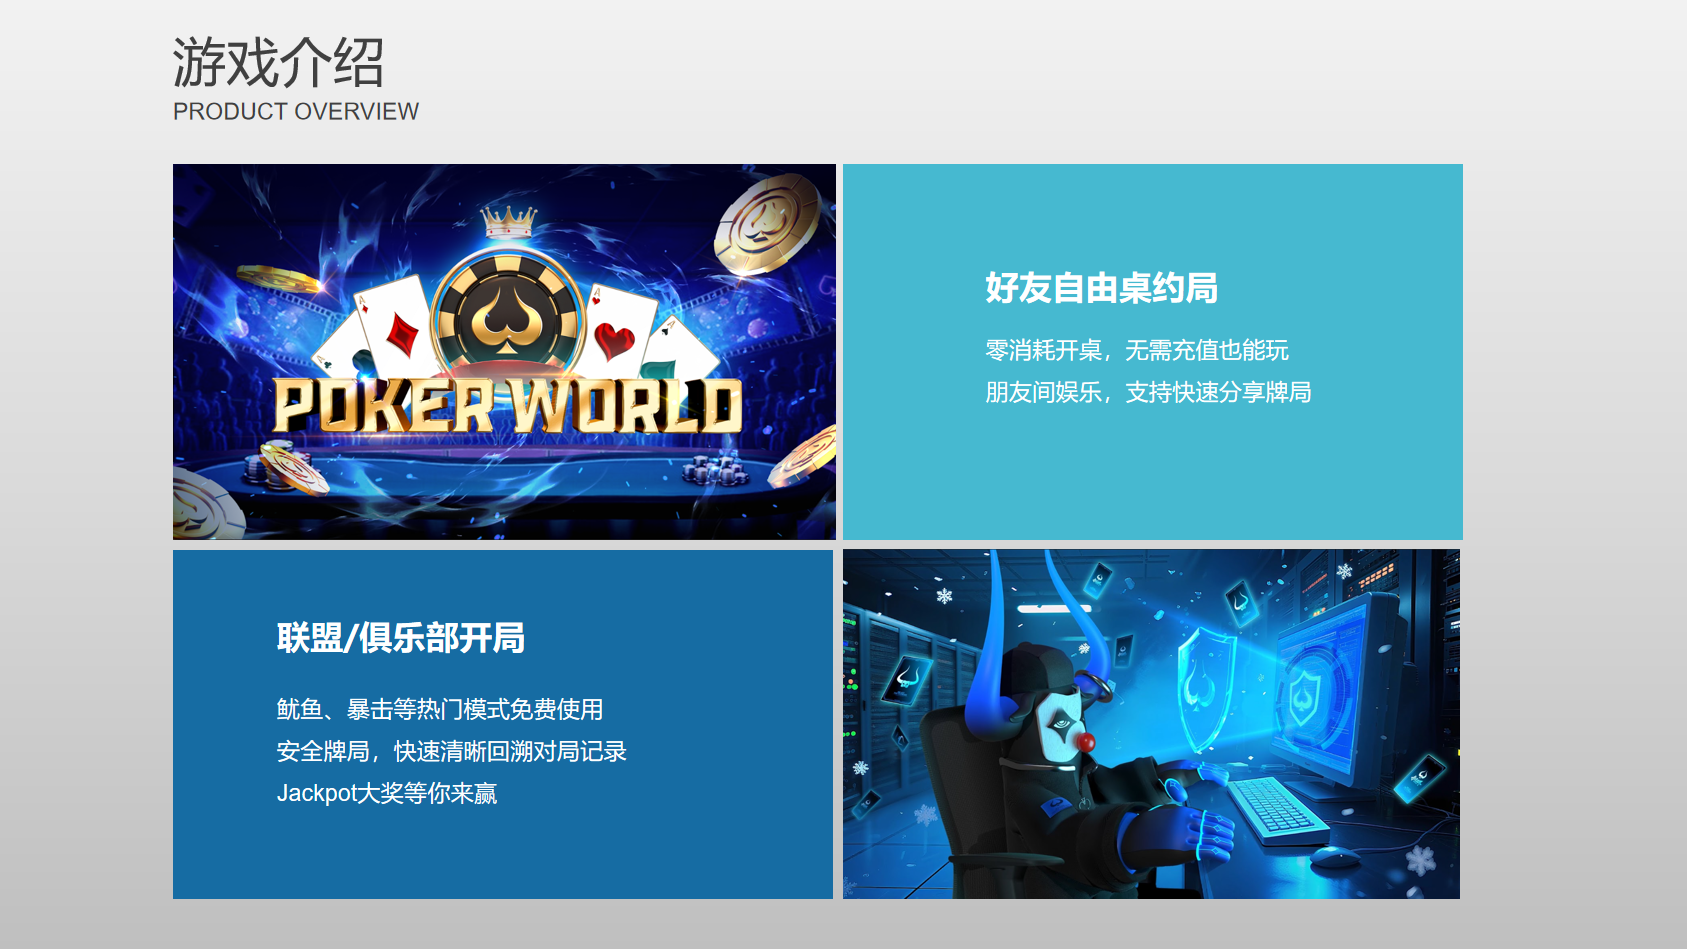 游戏介绍
PRODUCT OVERVIEW
POKER WORLD
好友自由桌约局
零消耗开桌，无需充值也能玩
朋友间娱乐，支持快速分享牌局
联盟/俱乐部开局
鱿鱼、暴击等热门模式免费使用
安全牌局，快速清晰回溯对局记录
Jackpot大奖等你来赢